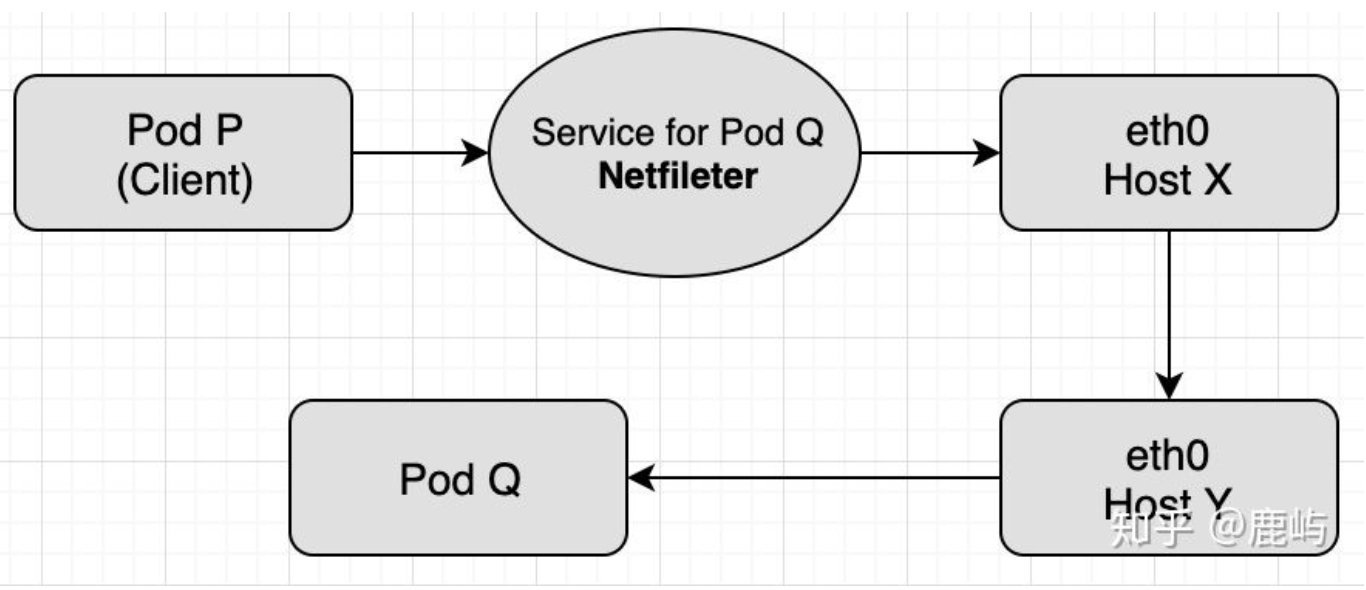 Pod P
(Client)
Service for Pod Q
Netfileter
eth0
Host X
Pod Q
eth0
Host Y
知乎 @鹿屿